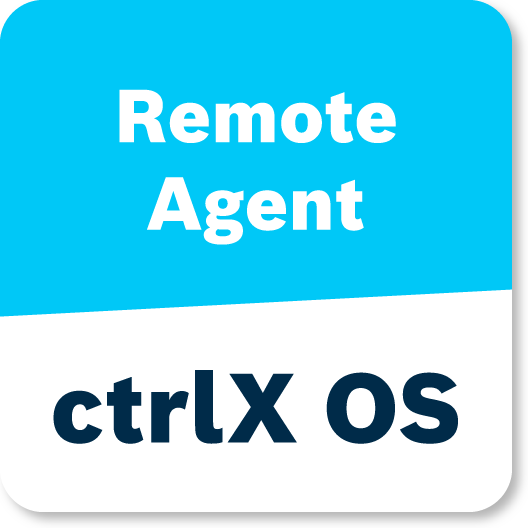 Remote
Agent
ctrlX OS